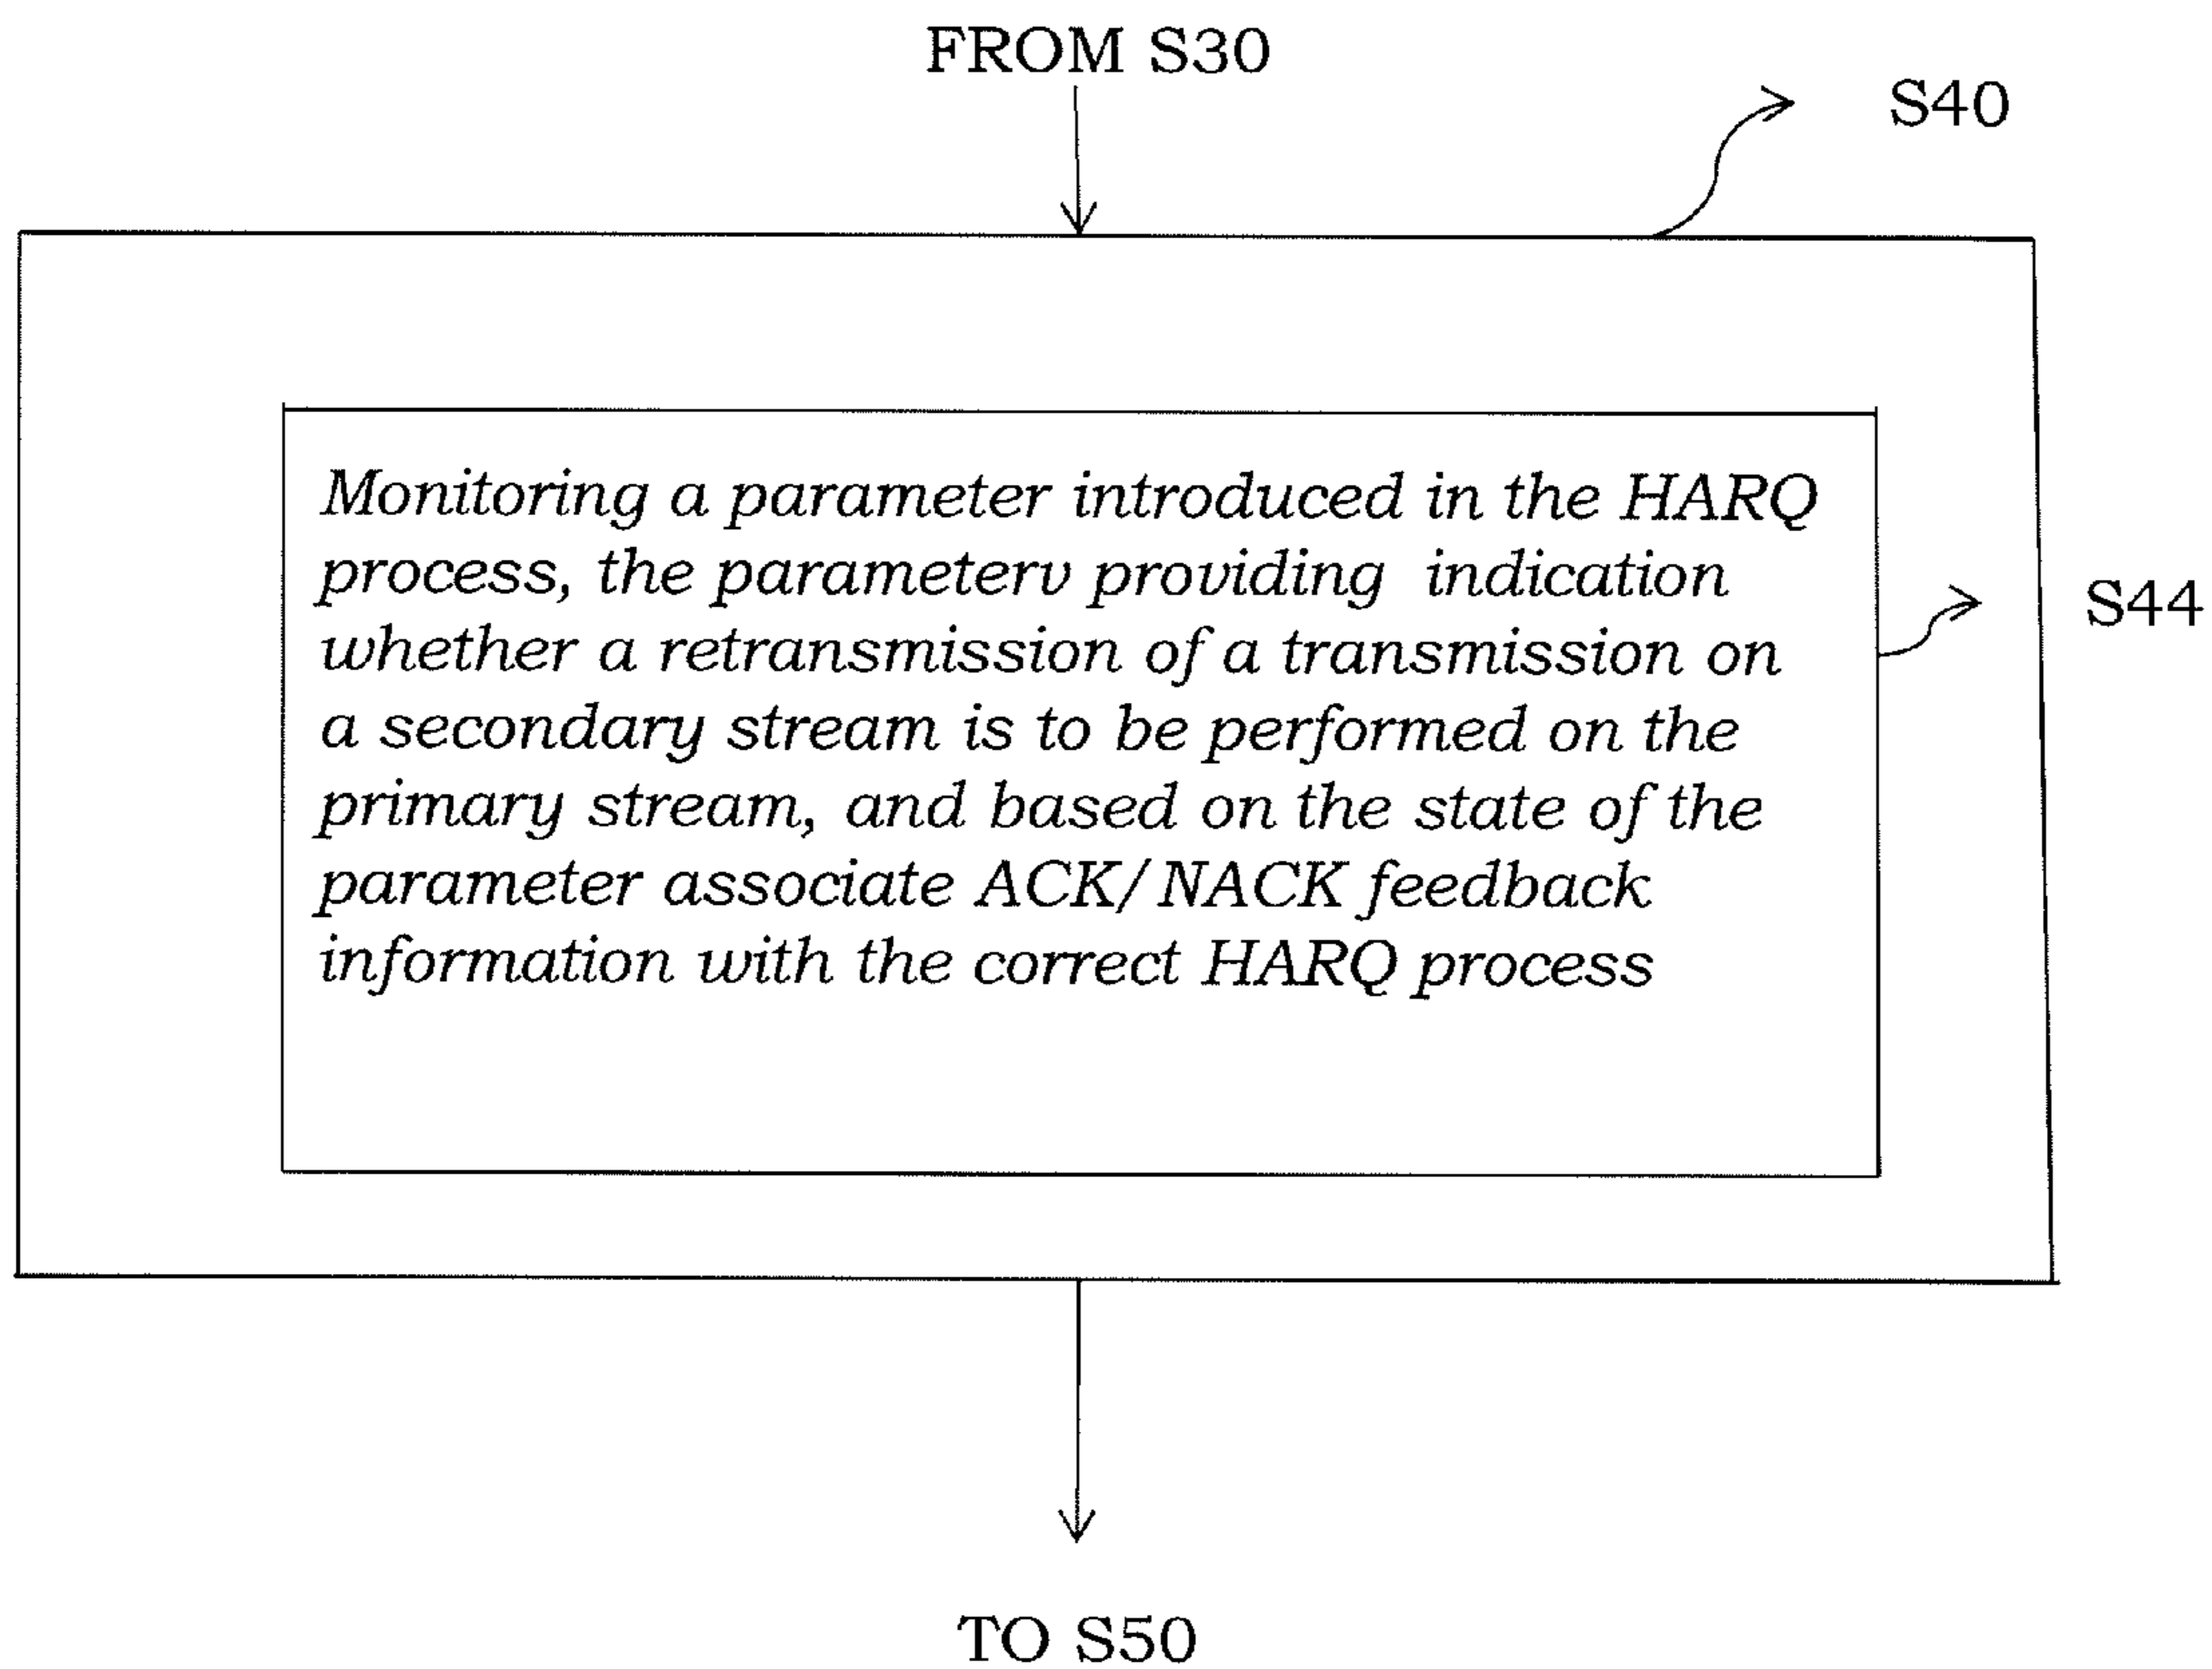 FROM S30
S40
Monitoring a parameter introduced in the HARQ
process, the parameterv providing indication
whether a retransmission of a transmission on
S44
a secondary stream is to be performed on the
primary stream, and based on the state of the
parameter associate ACK/NACK feedback
information with the correct HARQ process
TO S50